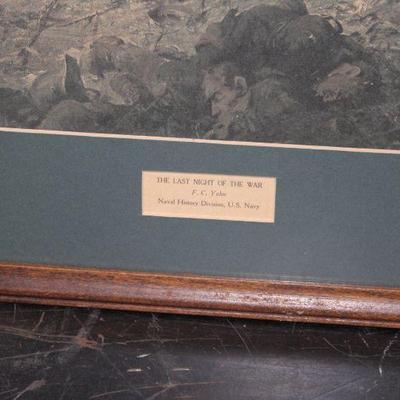 THE LAST NIGHT OF THE WAR
F. C. Yohn
Naval History Division, U.S. Navy